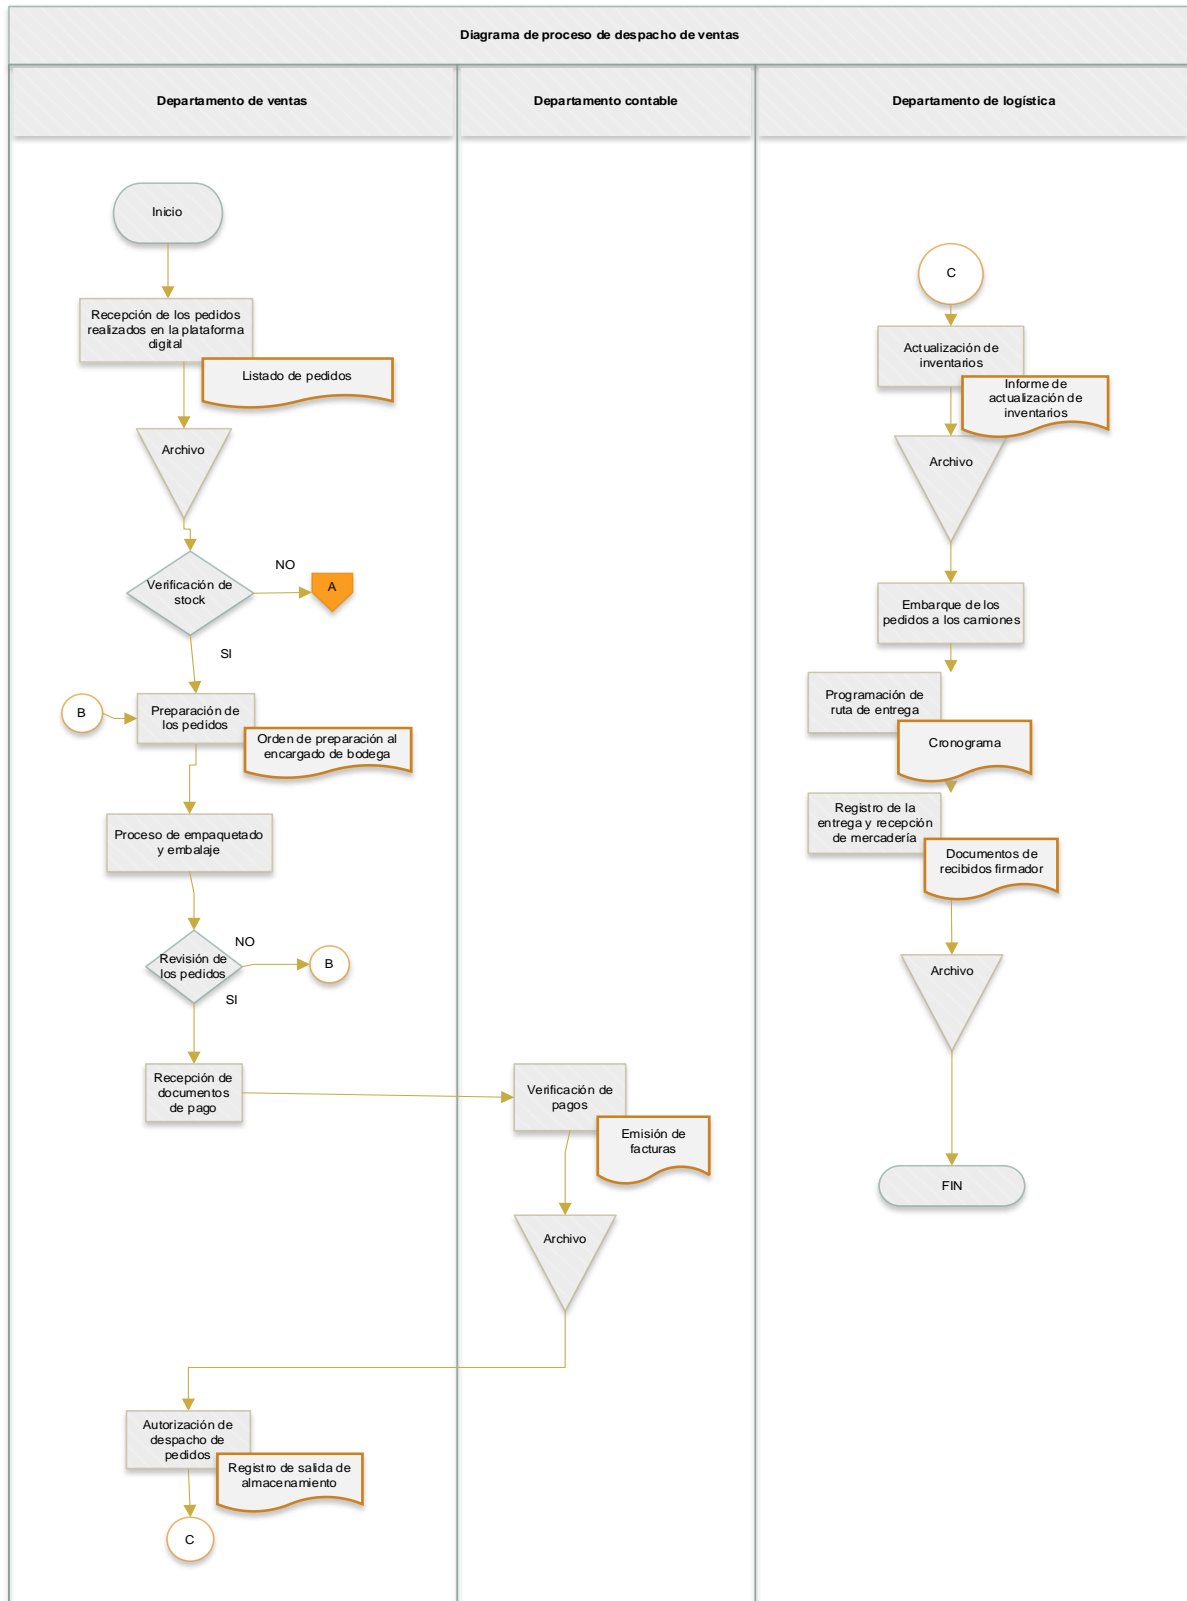 Diagrama de proceso de despacho de ventas
Departamento de ventas
Departamento contable
Departamento de logística
Inicio
Recepción de los pedidos
realizados en la plataforma
digital
Listado de pedidos
Archivo
Verificación de
stock
NO
A
SI
B
Preparación de
los pedidos
Orden de preparación al
encargado de bodega
Proceso de empaquetado
y embalaje
Revisión de
los pedidos
NO
B
SI
Recepción de
documentos
de pago
Verificación de
pagos
Emisión de
facturas
Archivo
Autorización de
despacho de
pedidos
Registro de salida de
almacenamiento
C
C
Actualización de
inventarios
Informe de
actualización de
inventarios
Archivo
Embarque de los
pedidos a los camiones
Programación de
ruta de entrega
Cronograma
Registro de la
entrega y recepción
de mercadería
Documentos de
recibidos firmador
Archivo
FIN